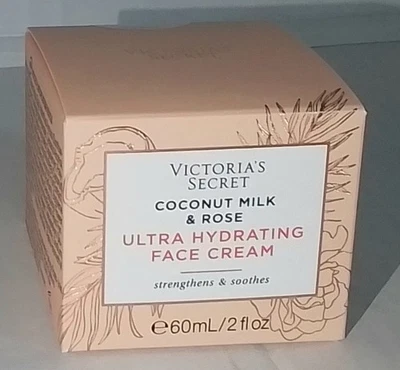 VICTORIA'S
SECRET
COCONUT MILK
& ROSE
ULTRA HYDRATING
FACE CREAM
strengthens & soothes
℮60mL/2 fl oz